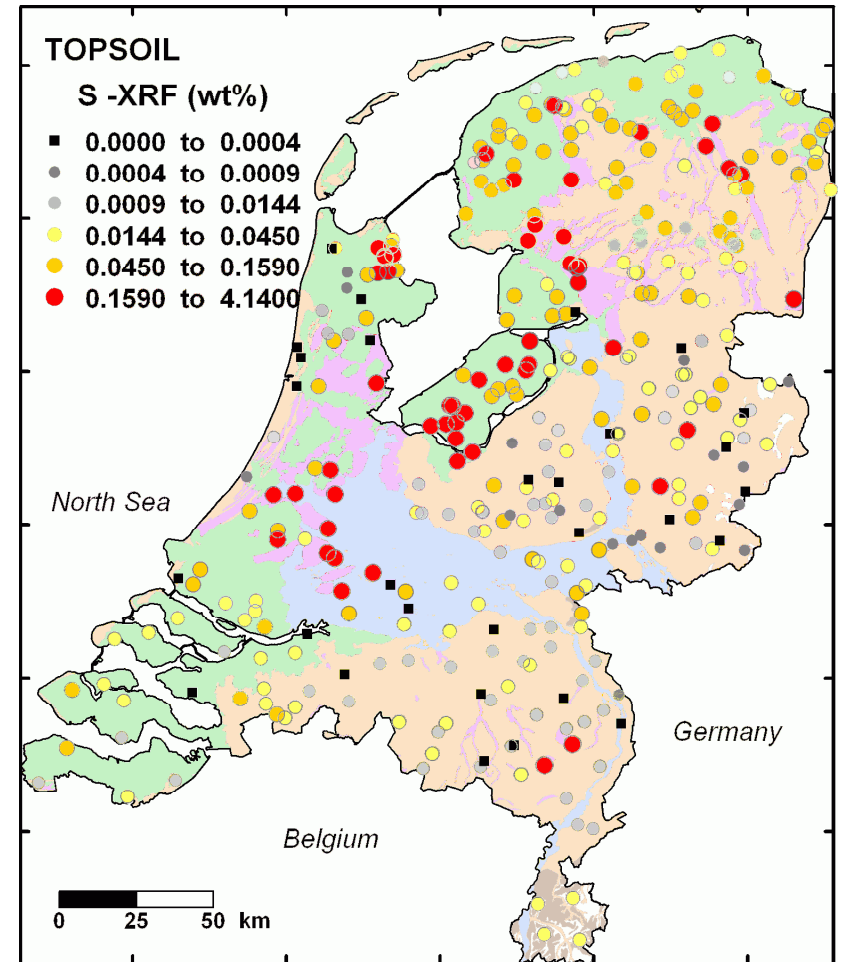 TOPSOIL
S -XRF (wt%)
0.0000 to 0.0004
0.0004 to 0.0009
0.0009 to 0.0144
0.0144 to 0.0450
0.0450 to 0.1590
0.1590 to 4.1400
North Sea
Germany
Belgium
0 25 50 km